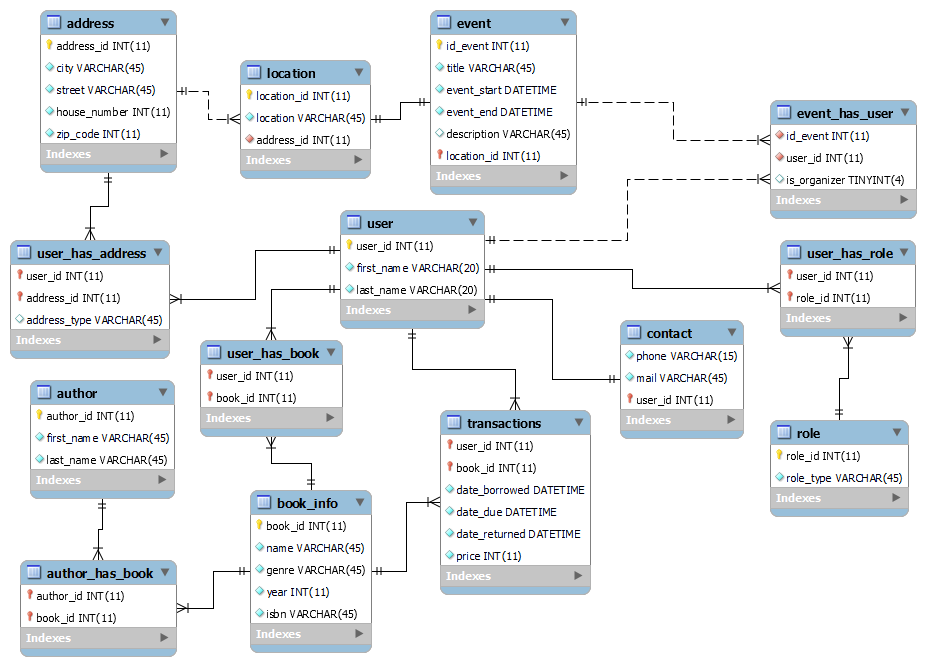 address
address_id INT(11)
city VARCHAR(45)
street VARCHAR(45)
house_number INT(11)
zip_code INT(11)
Indexes
location
location_id INT(11)
location VARCHAR(45)
address_id INT(11)
Indexes
event
id_event INT(11)
title VARCHAR(45)
event_start DATETIME
event_end DATETIME
description VARCHAR(45)
location_id INT(11)
Indexes
event_has_user
id_event INT(11)
user_id INT(11)
is_organizer TINYINT(4)
Indexes
user_has_address
user_id INT(11)
address_id INT(11)
address_type VARCHAR(45)
Indexes
user
user_id INT(11)
first_name VARCHAR(20)
last_name VARCHAR(20)
Indexes
user_has_role
user_id INT(11)
role_id INT(11)
Indexes
user_has_book
user_id INT(11)
book_id INT(11)
Indexes
contact
phone VARCHAR(15)
mail VARCHAR(45)
user_id INT(11)
Indexes
author
author_id INT(11)
first_name VARCHAR(45)
last_name VARCHAR(45)
Indexes
transactions
user_id INT(11)
book_id INT(11)
date_borrowed DATETIME
date_due DATETIME
date_returned DATETIME
price INT(11)
Indexes
role
role_id INT(11)
role_type VARCHAR(45)
Indexes
book_info
book_id INT(11)
name VARCHAR(45)
genre VARCHAR(45)
year INT(11)
isbn VARCHAR(45)
Indexes
author_has_book
author_id INT(11)
book_id INT(11)
Indexes